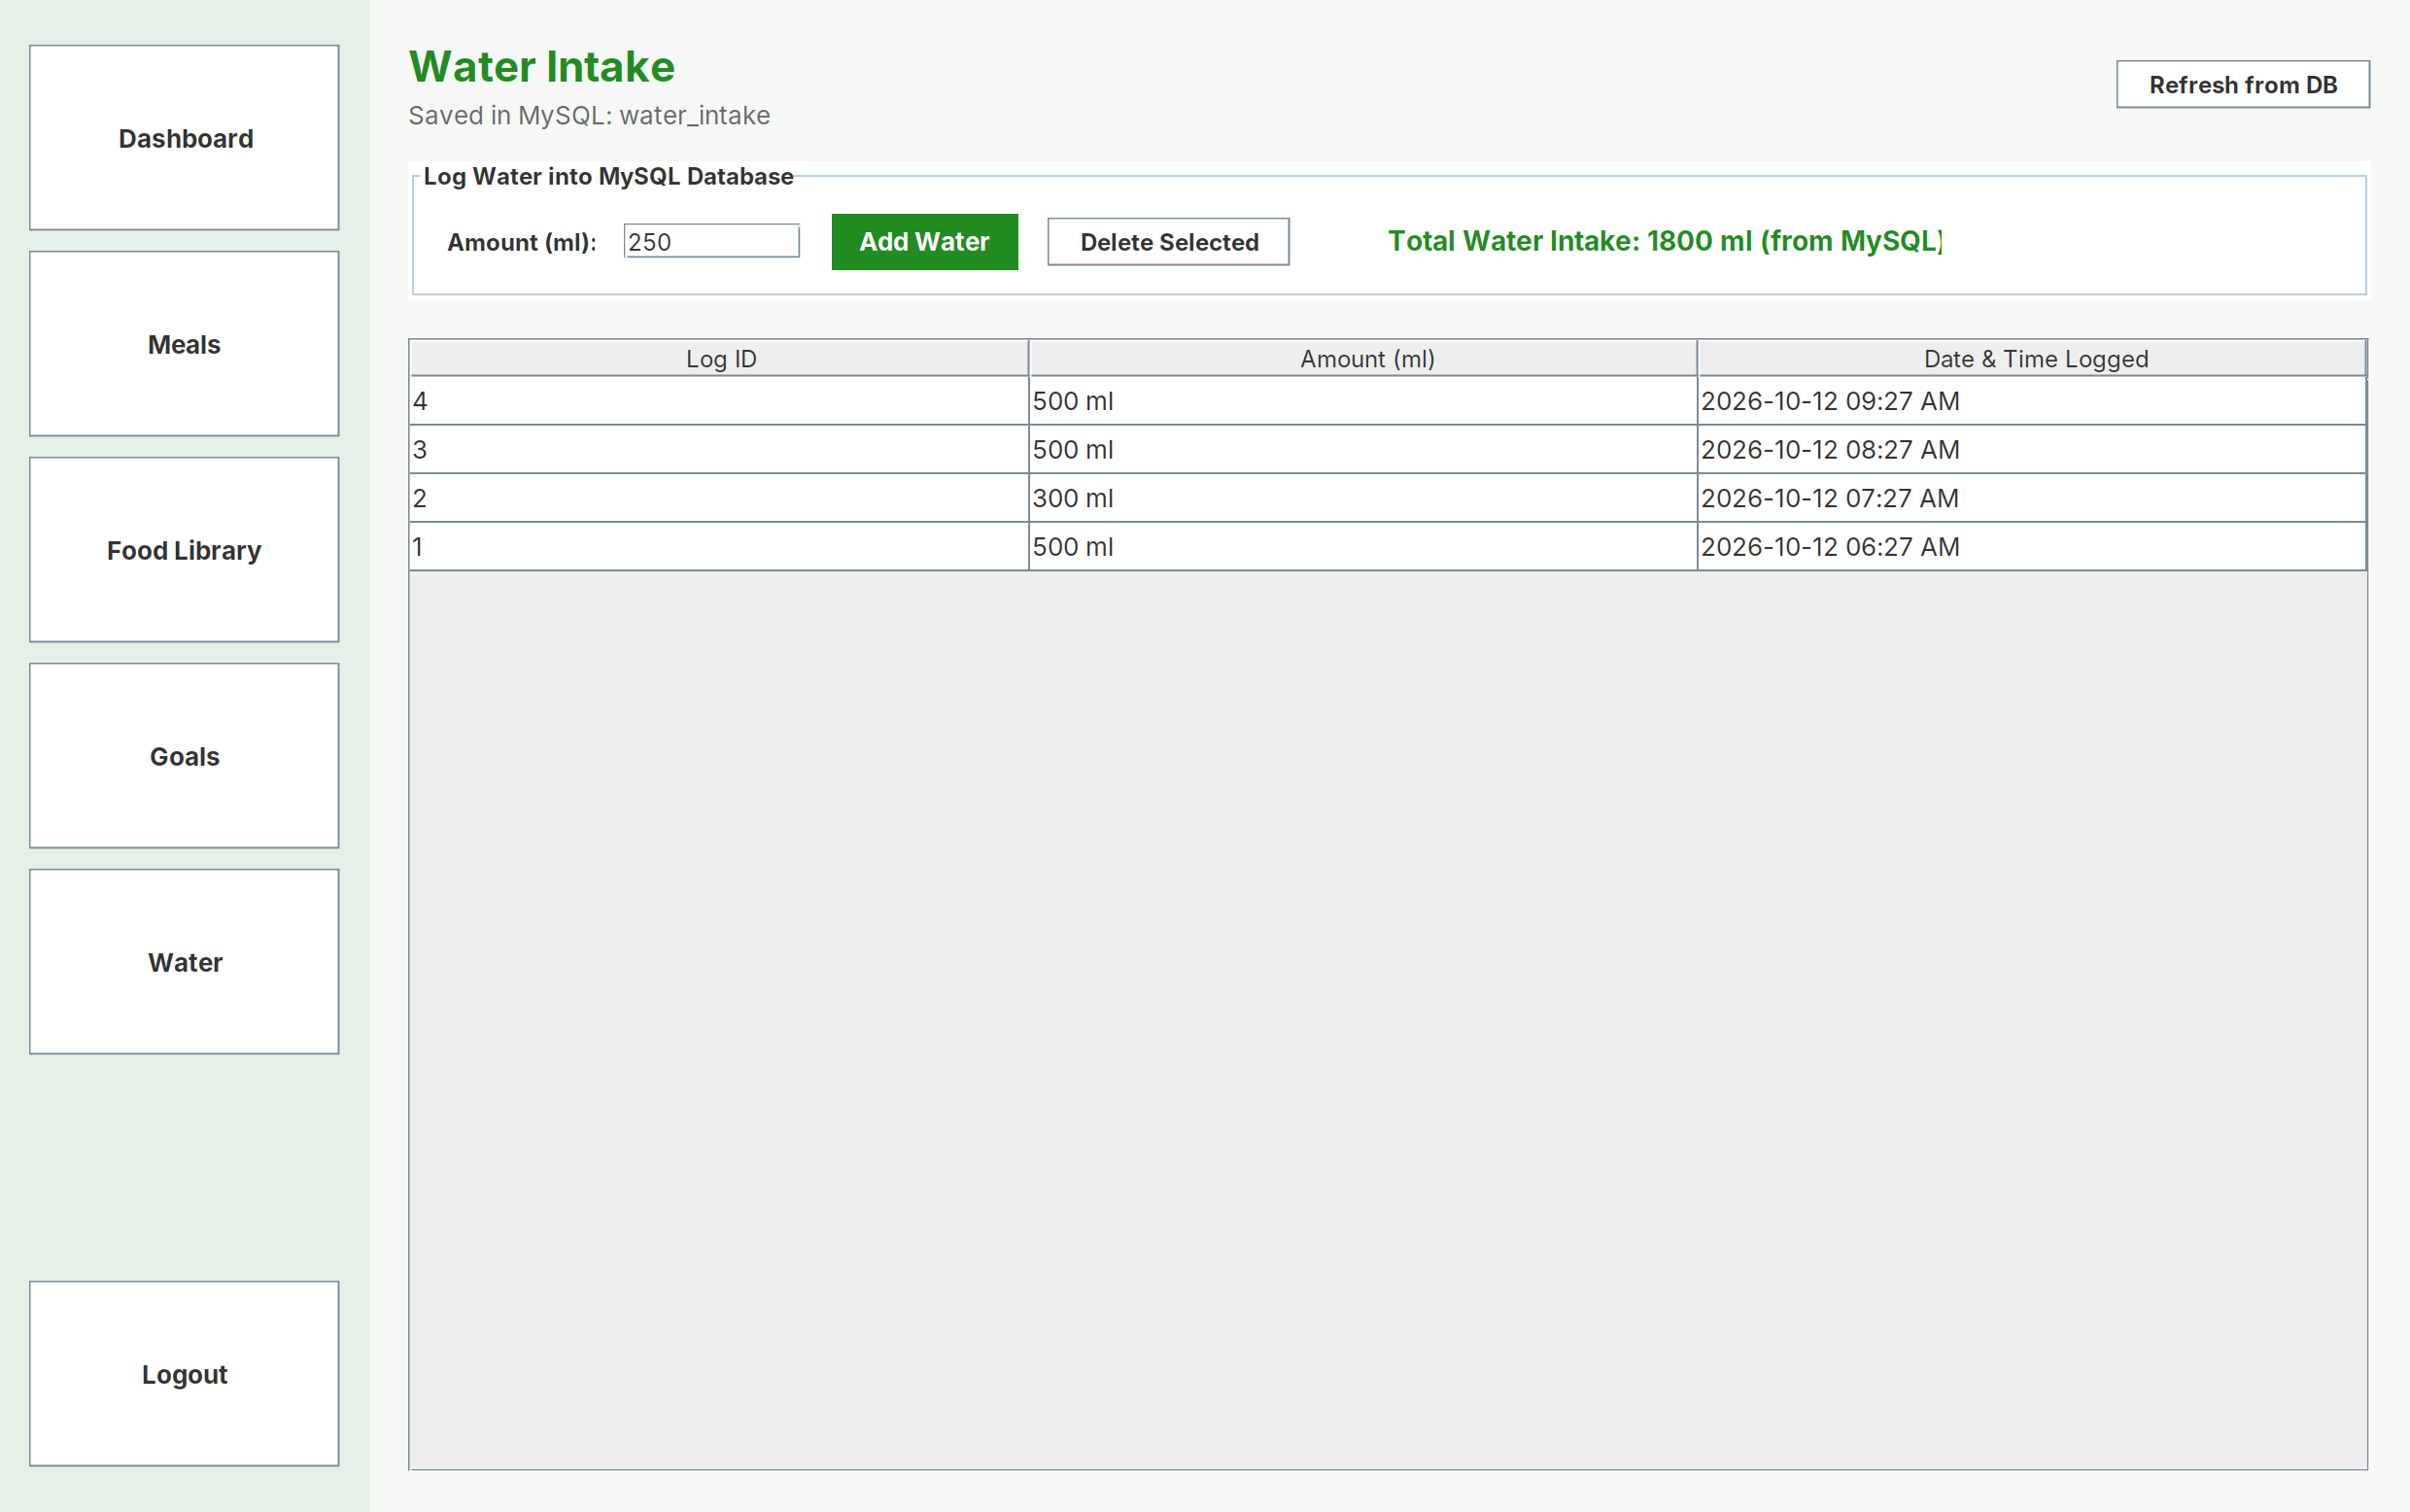 Dashboard
Meals
Food Library
Goals
Water
Logout
Water Intake
Saved in MySQL: water_intake
Refresh from DB
Log Water into MySQL Database
Amount (ml): 250 Add Water Delete Selected Total Water Intake: 1800 ml (from MySQL)
Log ID Amount (ml) Date & Time Logged
4 500 ml 2026-10-12 09:27 AM
3 500 ml 2026-10-12 08:27 AM
2 300 ml 2026-10-12 07:27 AM
1 500 ml 2026-10-12 06:27 AM